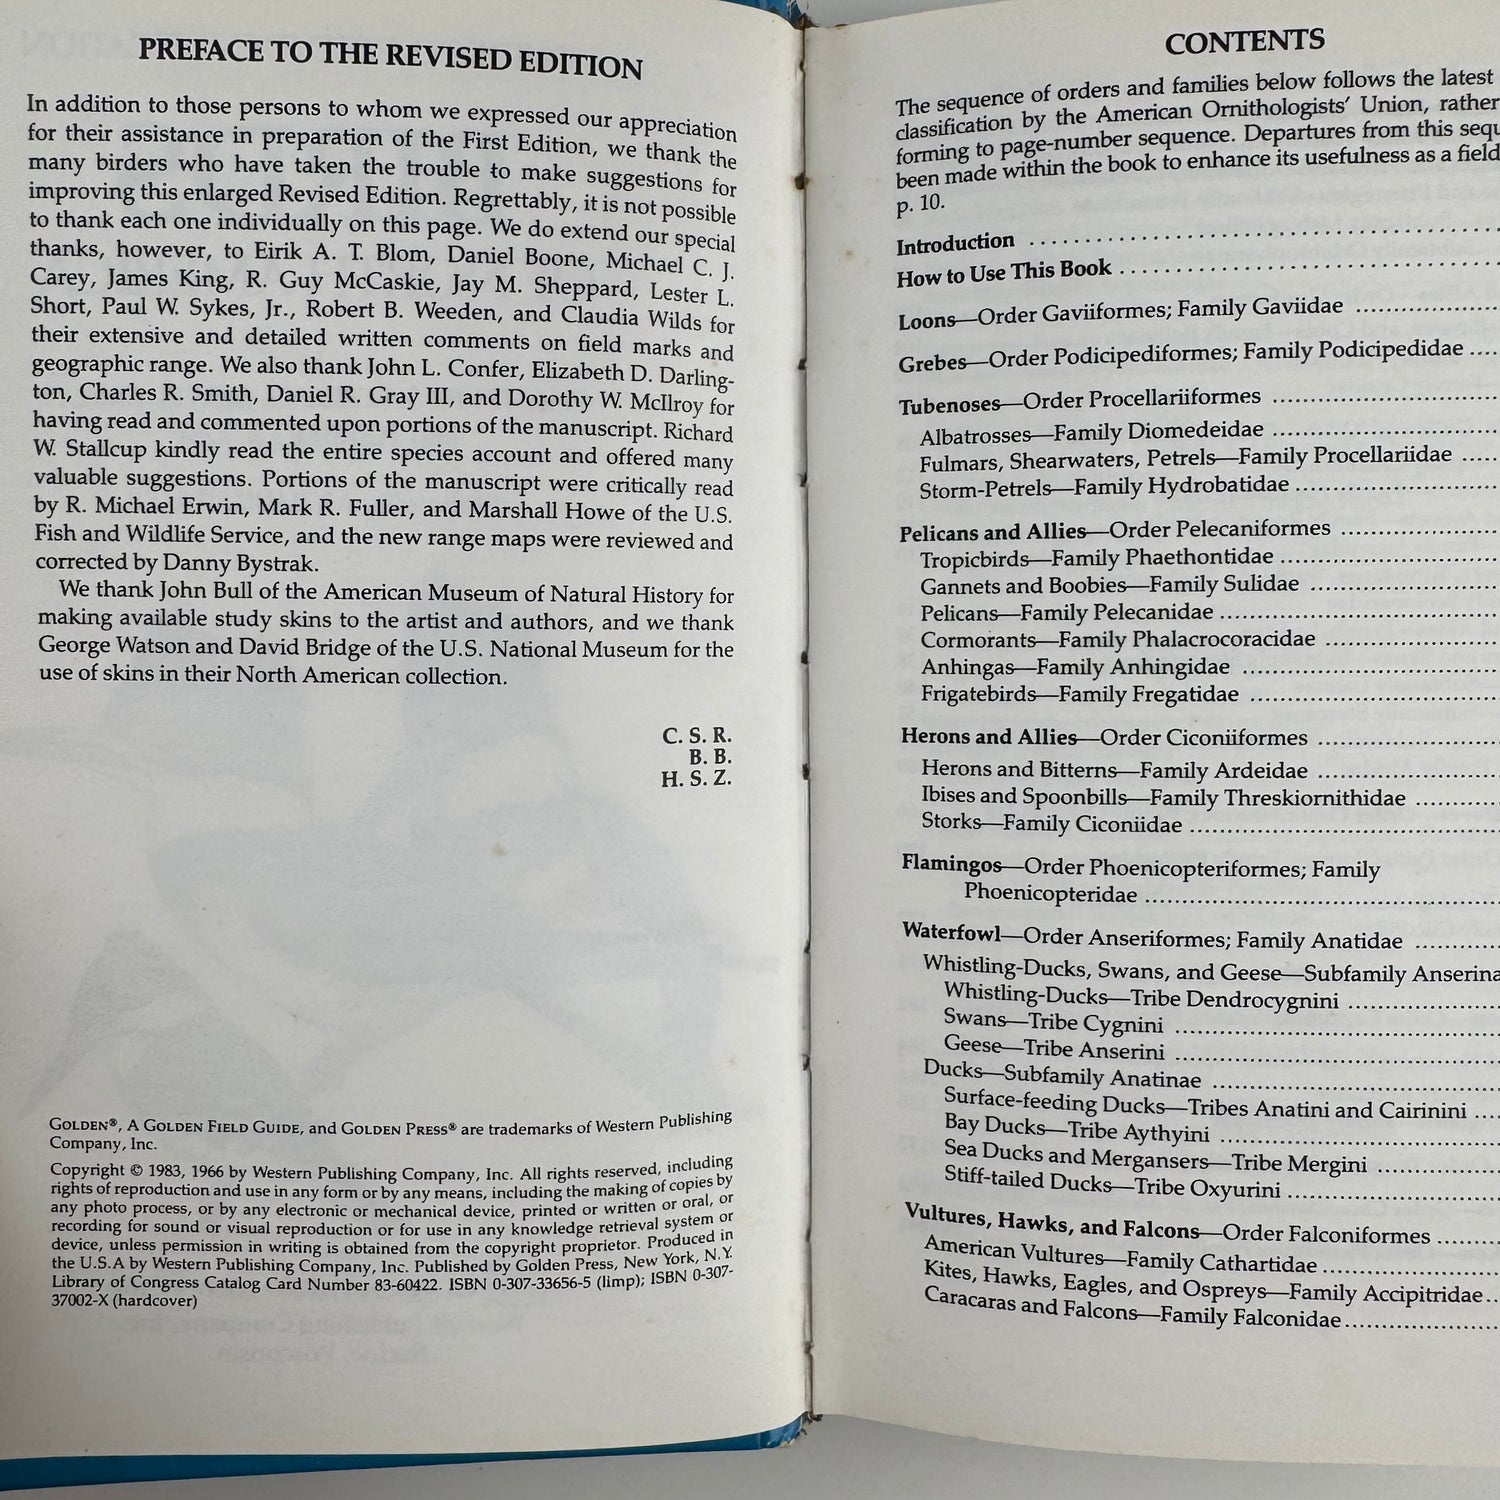 PREFACE TO THE REVISED EDITION
In addition to those persons to whom we expressed our appreciation
for their assistance in preparation of the First Edition, we thank the
many birders who have taken the trouble to make suggestions for
improving this enlarged Revised Edition. Regrettably, it is not possible
to thank each one individually on this page. We do extend our special
thanks, however, to Eirik A. T. Blom, Daniel Boone, Michael C. J.
Carey, James King, R. Guy McCaskie, Jay M. Sheppard, Lester L.
Short, Paul W. Sykes, Jr., Robert B. Weeden, and Claudia Wilds for
their extensive and detailed written comments on field marks and
geographic range. We also thank John L. Confer, Elizabeth D. Darling-
ton, Charles R. Smith, Daniel R. Gray III, and Dorothy W. McIlroy for
having read and commented upon portions of the manuscript. Richard
W. Stallcup kindly read the entire species account and offered many
valuable suggestions. Portions of the manuscript were critically read
by R. Michael Erwin, Mark R. Fuller, and Marshall Howe of the U.S.
Fish and Wildlife Service, and the new range maps were reviewed and
corrected by Danny Bystrak.
We thank John Bull of the American Museum of Natural History for
making available study skins to the artist and authors, and we thank
George Watson and David Bridge of the U.S. National Museum for the
use of skins in their North American collection.
C. S. R.
B. B.
H. S. Z.
GOLDEN®, A GOLDEN FIELD GUIDE, and GOLDEN PRESS® are trademarks of Western Publishing
Company, Inc.
Copyright © 1983, 1966 by Western Publishing Company, Inc. All rights reserved, including
rights of reproduction and use in any form or by any means, including the making of copies by
any photo process, or by any electronic or mechanical device, printed or written or oral, or
recording for sound or visual reproduction or for use in any knowledge retrieval system or
device, unless permission in writing is obtained from the copyright proprietor. Produced in
the U.S.A by Western Publishing Company, Inc. Published by Golden Press, New York, N.Y.
Library of Congress Catalog Card Number 83-60422. ISBN 0-307-33656-5 (limp); ISBN 0-307-
37002-X (hardcover)
CONTENTS
The sequence of orders and families below follows the latest
classification by the American Ornithologists' Union, rather
forming to page-number sequence. Departures from this sequ
been made within the book to enhance its usefulness as a field
p. 10.
Introduction
How to Use This Book
Loons—Order Gaviiformes; Family Gaviidae
Grebes—Order Podicipediformes; Family Podicipedidae
Tubenoses—Order Procellariiformes
Albatrosses—Family Diomedeidae
Fulmars, Shearwaters, Petrels—Family Procellariidae
Storm-Petrels—Family Hydrobatidae
Pelicans and Allies—Order Pelecaniformes
Tropicbirds—Family Phaethontidae
Gannets and Boobies—Family Sulidae
Pelicans—Family Pelecanidae
Cormorants—Family Phalacrocoracidae
Anhingas—Family Anhingidae
Frigatebirds—Family Fregatidae
Herons and Allies—Order Ciconiiformes
Herons and Bitterns—Family Ardeidae
Ibises and Spoonbills—Family Threskiornithidae
Storks—Family Ciconiidae
Flamingos—Order Phoenicopteriformes; Family
Phoenicopteridae
Waterfowl—Order Anseriformes; Family Anatidae
Whistling-Ducks, Swans, and Geese—Subfamily Anserina
Whistling-Ducks—Tribe Dendrocygnini
Swans—Tribe Cygnini
Geese—Tribe Anserini
Ducks—Subfamily Anatinae
Surface-feeding Ducks—Tribes Anatini and Cairinini
Bay Ducks—Tribe Aythyini
Sea Ducks and Mergansers—Tribe Mergini
Stiff-tailed Ducks—Tribe Oxyurini
Vultures, Hawks, and Falcons—Order Falconiformes
American Vultures—Family Cathartidae
Kites, Hawks, Eagles, and Ospreys—Family Accipitridae
Caracaras and Falcons—Family Falconidae